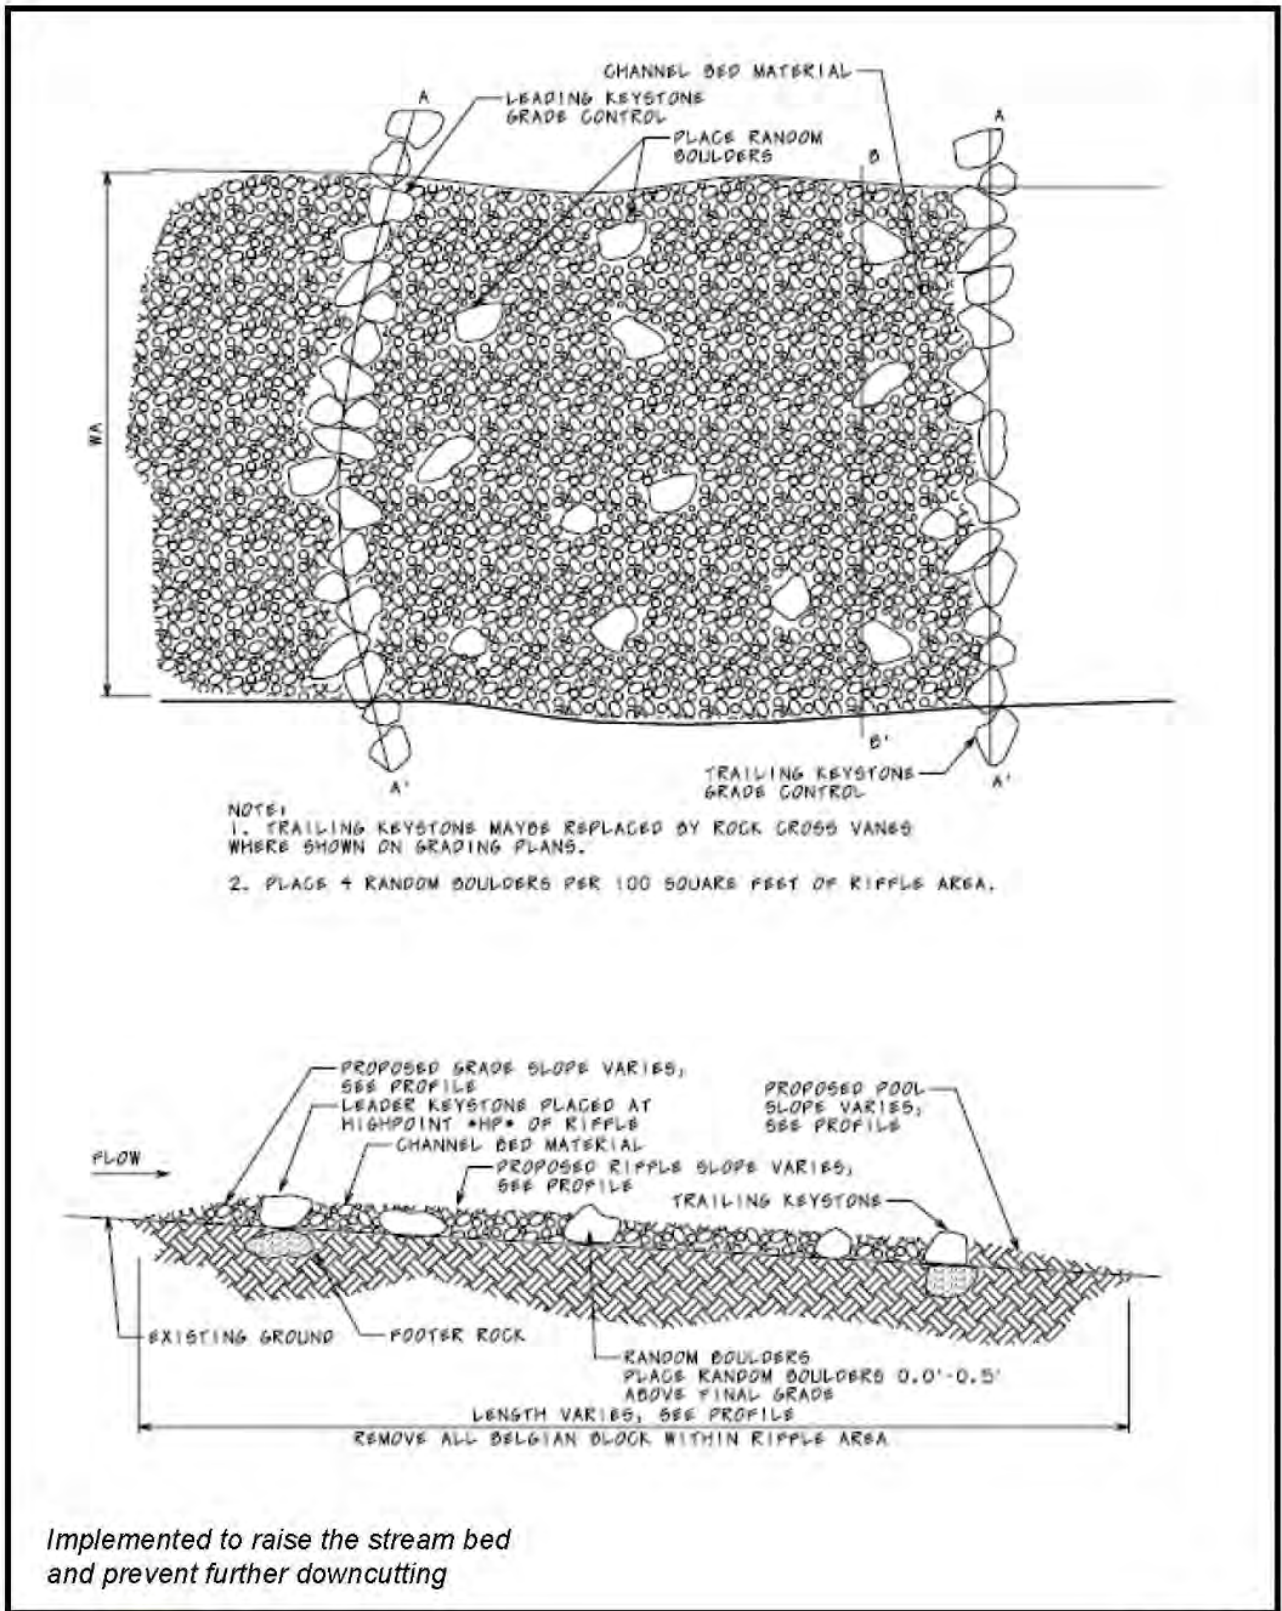 CHANNEL BED MATERIAL
A
LEADING KEYSTONE
GRADE CONTROL
A
PLACE RANDOM
BOULDERS
B
WA
B'
TRAILING KEYSTONE
GRADE CONTROL
A'
A'
NOTE:
1. TRAILING KEYSTONE MAYBE REPLACED BY ROCK CROSS VANES
WHERE SHOWN ON GRADING PLANS.
2. PLACE 4 RANDOM BOULDERS PER 100 SQUARE FEET OF RIFFLE AREA.
PROPOSED GRADE SLOPE VARIES,
SEE PROFILE
LEADER KEYSTONE PLACED AT
HIGHPOINT *HP* OF RIFFLE
CHANNEL BED MATERIAL
PROPOSED RIFFLE SLOPE VARIES,
SEE PROFILE
PROPOSED POOL
SLOPE VARIES,
SEE PROFILE
TRAILING KEYSTONE
FLOW
EXISTING GROUND
FOOTER ROCK
RANDOM BOULDERS
PLACE RANDOM BOULDERS 0.0'-0.5'
ABOVE FINAL GRADE
LENGTH VARIES, SEE PROFILE
REMOVE ALL BELGIAN BLOCK WITHIN RIFFLE AREA
Implemented to raise the stream bed
and prevent further downcutting